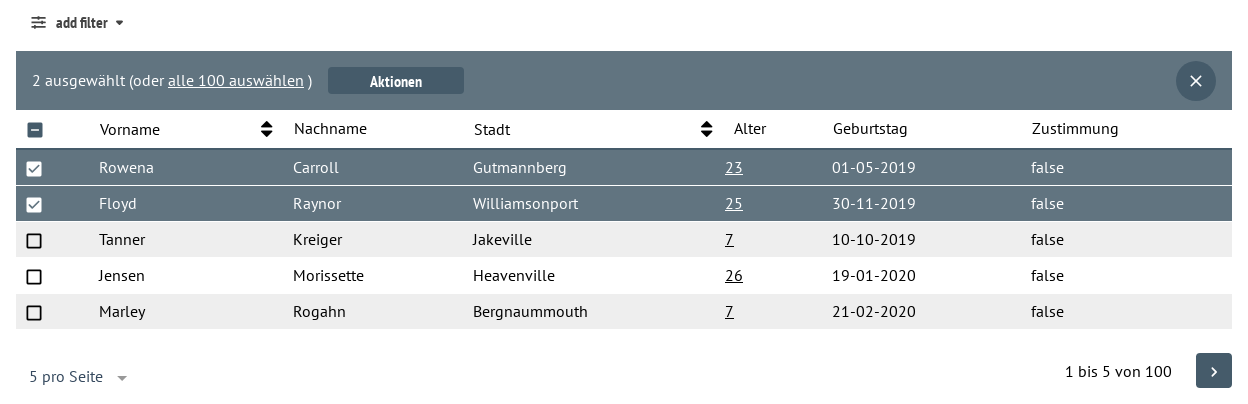 add filter
2 ausgewählt (oder alle 100 auswählen ) Aktionen
Vorname Nachname Stadt Alter Geburtstag Zustimmung
Rowena Carroll Gutmannberg 23 01-05-2019 false
Floyd Raynor Williamsonport 25 30-11-2019 false
Tanner Kreiger Jakeville 7 10-10-2019 false
Jensen Morissette Heavenville 26 19-01-2020 false
Marley Rogahn Bergnaummouth 7 21-02-2020 false
5 pro Seite 1 bis 5 von 100